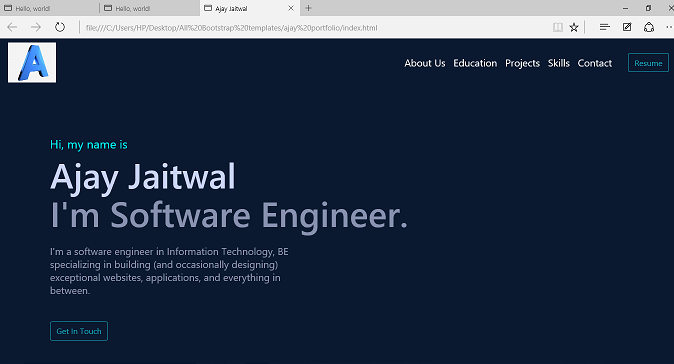 Hello, world!
Hello, world!
Ajay Jaitwal
file:///C:/Users/HP/Desktop/All%20Bootstrap%20templates/ajay%20portfolio/index.html
A
About Us Education Projects Skills Contact Resume
Hi, my name is
Ajay Jaitwal
I'm Software Engineer.
I'm a software engineer in Information Technology, BE
specializing in building (and occasionally designing)
exceptional websites, applications, and everything in
between.
Get In Touch